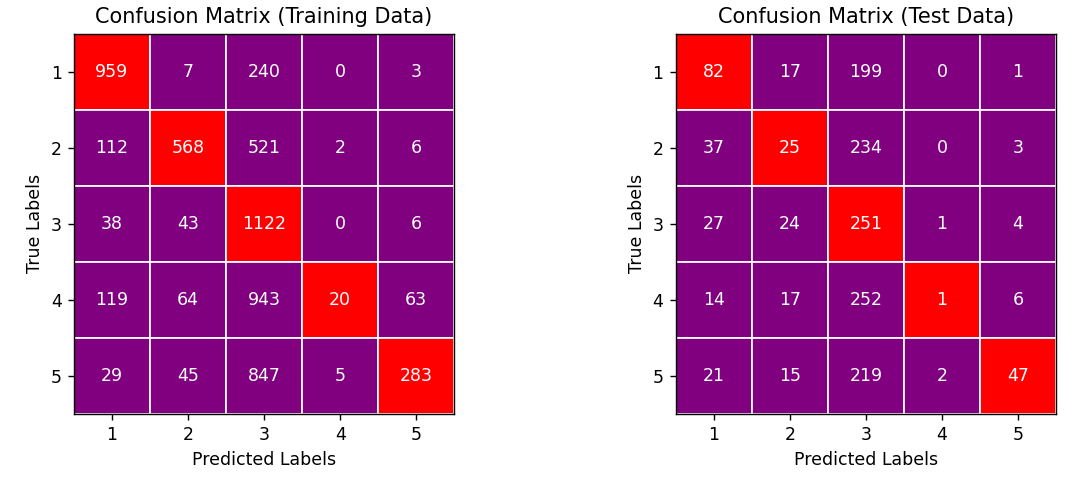 Confusion Matrix (Training Data)
True Labels
1 959 7 240 0 3
2 112 568 521 2 6
3 38 43 1122 0 6
4 119 64 943 20 63
5 29 45 847 5 283
1 2 3 4 5
Predicted Labels
Confusion Matrix (Test Data)
True Labels
1 82 17 199 0 1
2 37 25 234 0 3
3 27 24 251 1 4
4 14 17 252 1 6
5 21 15 219 2 47
1 2 3 4 5
Predicted Labels